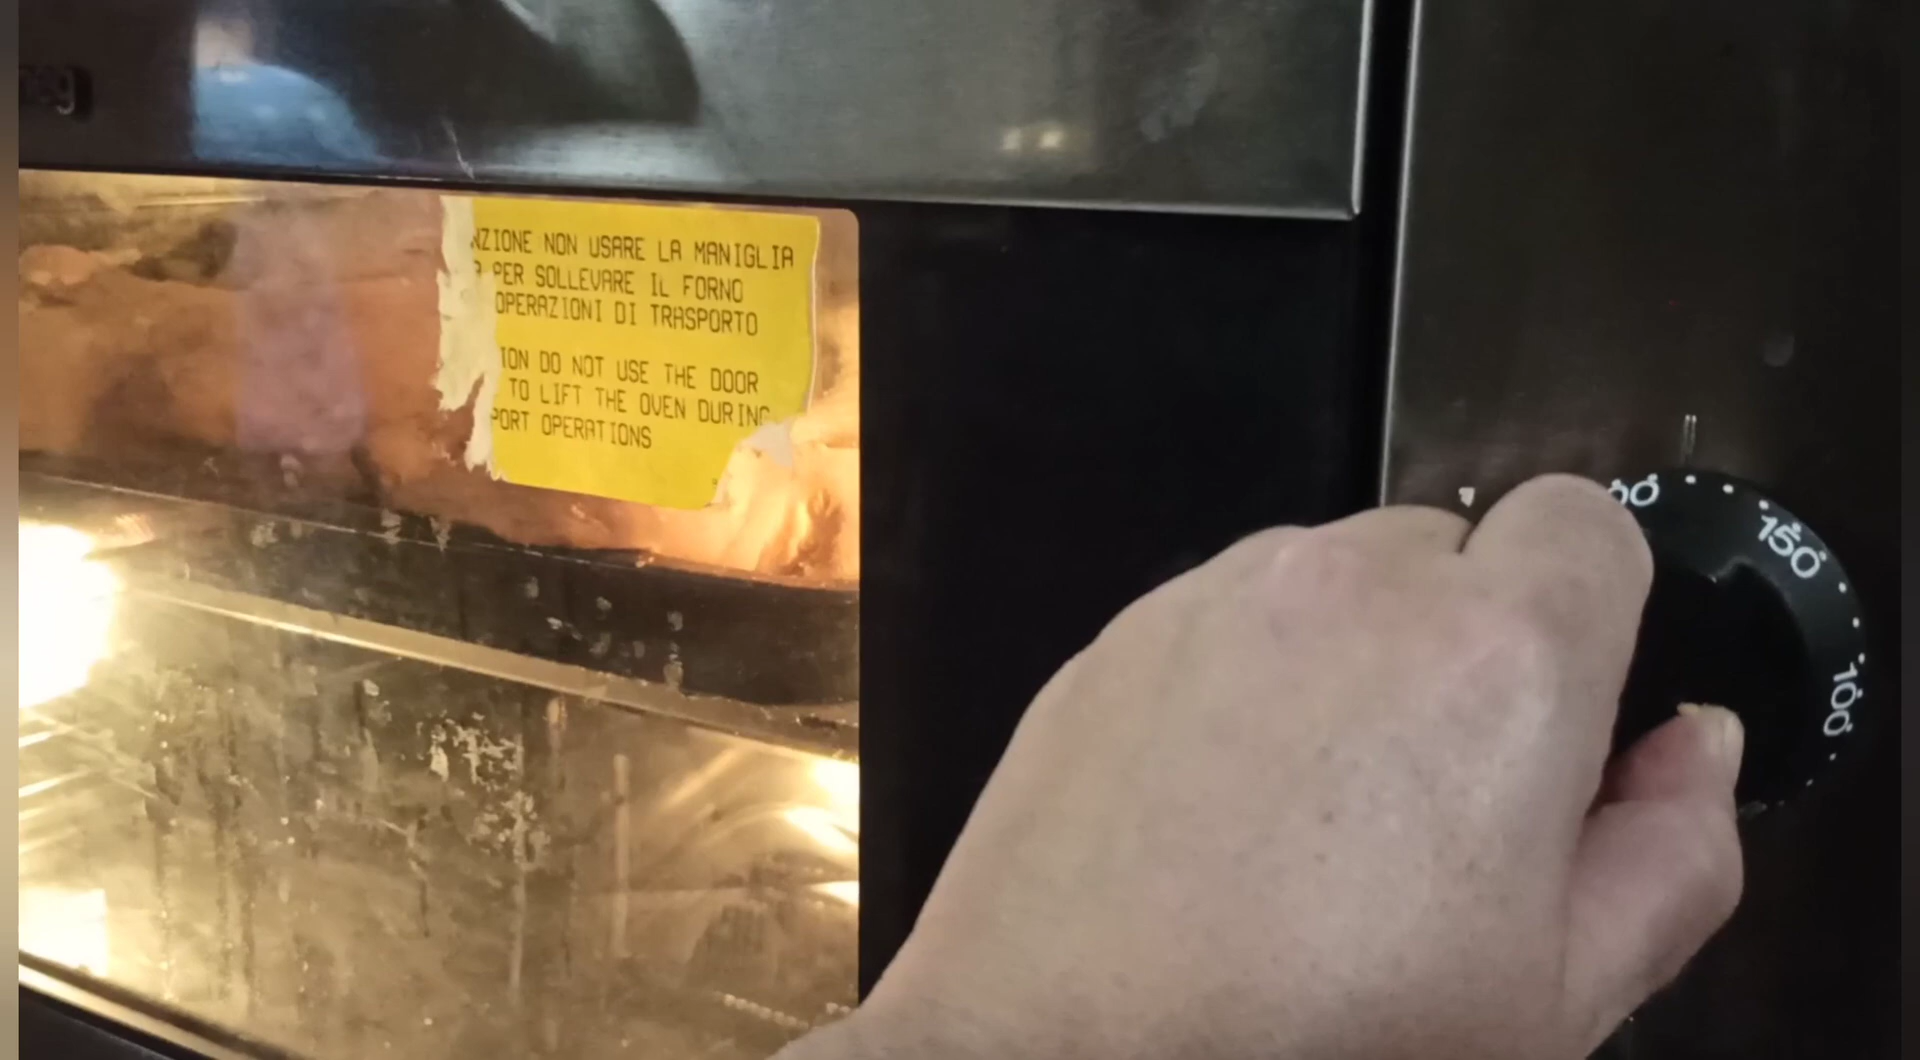 NZIONE NON USARE LA MANIGLIA
PER SOLLEVARE IL FORNO
OPERAZIONI DI TRASPORTO
ION DO NOT USE THE DOOR
TO LIFT THE OVEN DURING
PORT OPERATIONS
150
100